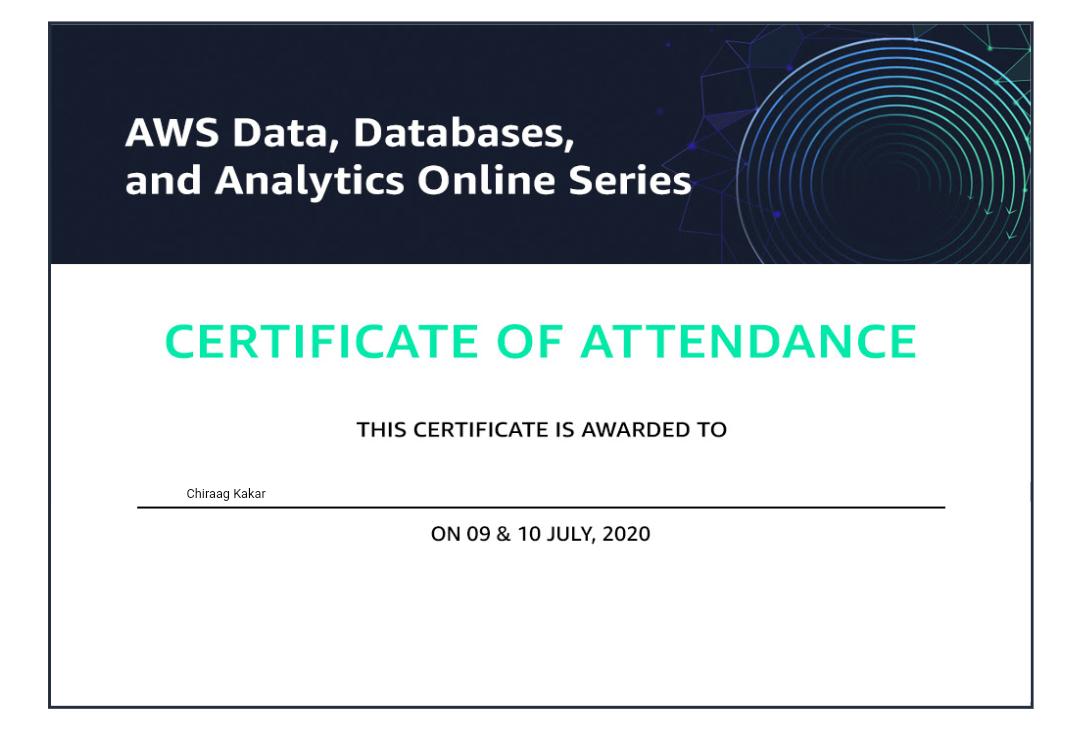 AWS Data, Databases,
and Analytics Online Series
CERTIFICATE OF ATTENDANCE
THIS CERTIFICATE IS AWARDED TO
Chiraag Kakar
ON 09 & 10 JULY, 2020